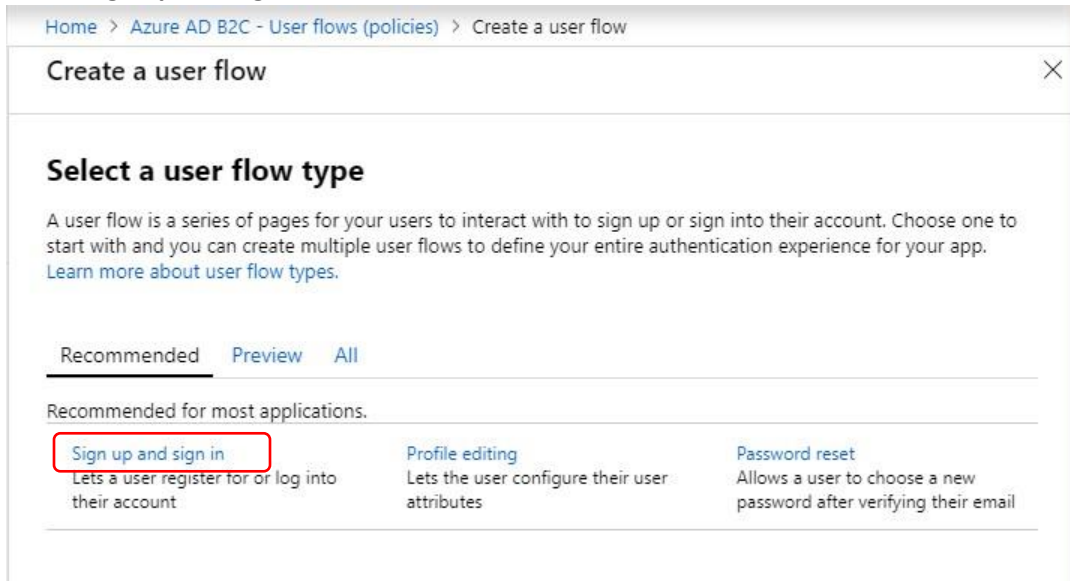 Home > Azure AD B2C - User flows (policies) > Create a user flow
Create a user flow
Select a user flow type
A user flow is a series of pages for your users to interact with to sign up or sign into their account. Choose one to
start with and you can create multiple user flows to define your entire authentication experience for your app.
Learn more about user flow types.
Recommended Preview All
Recommended for most applications.
Sign up and sign in
Lets a user register for or log into
their account
Profile editing
Lets the user configure their user
attributes
Password reset
Allows a user to choose a new
password after verifying their email